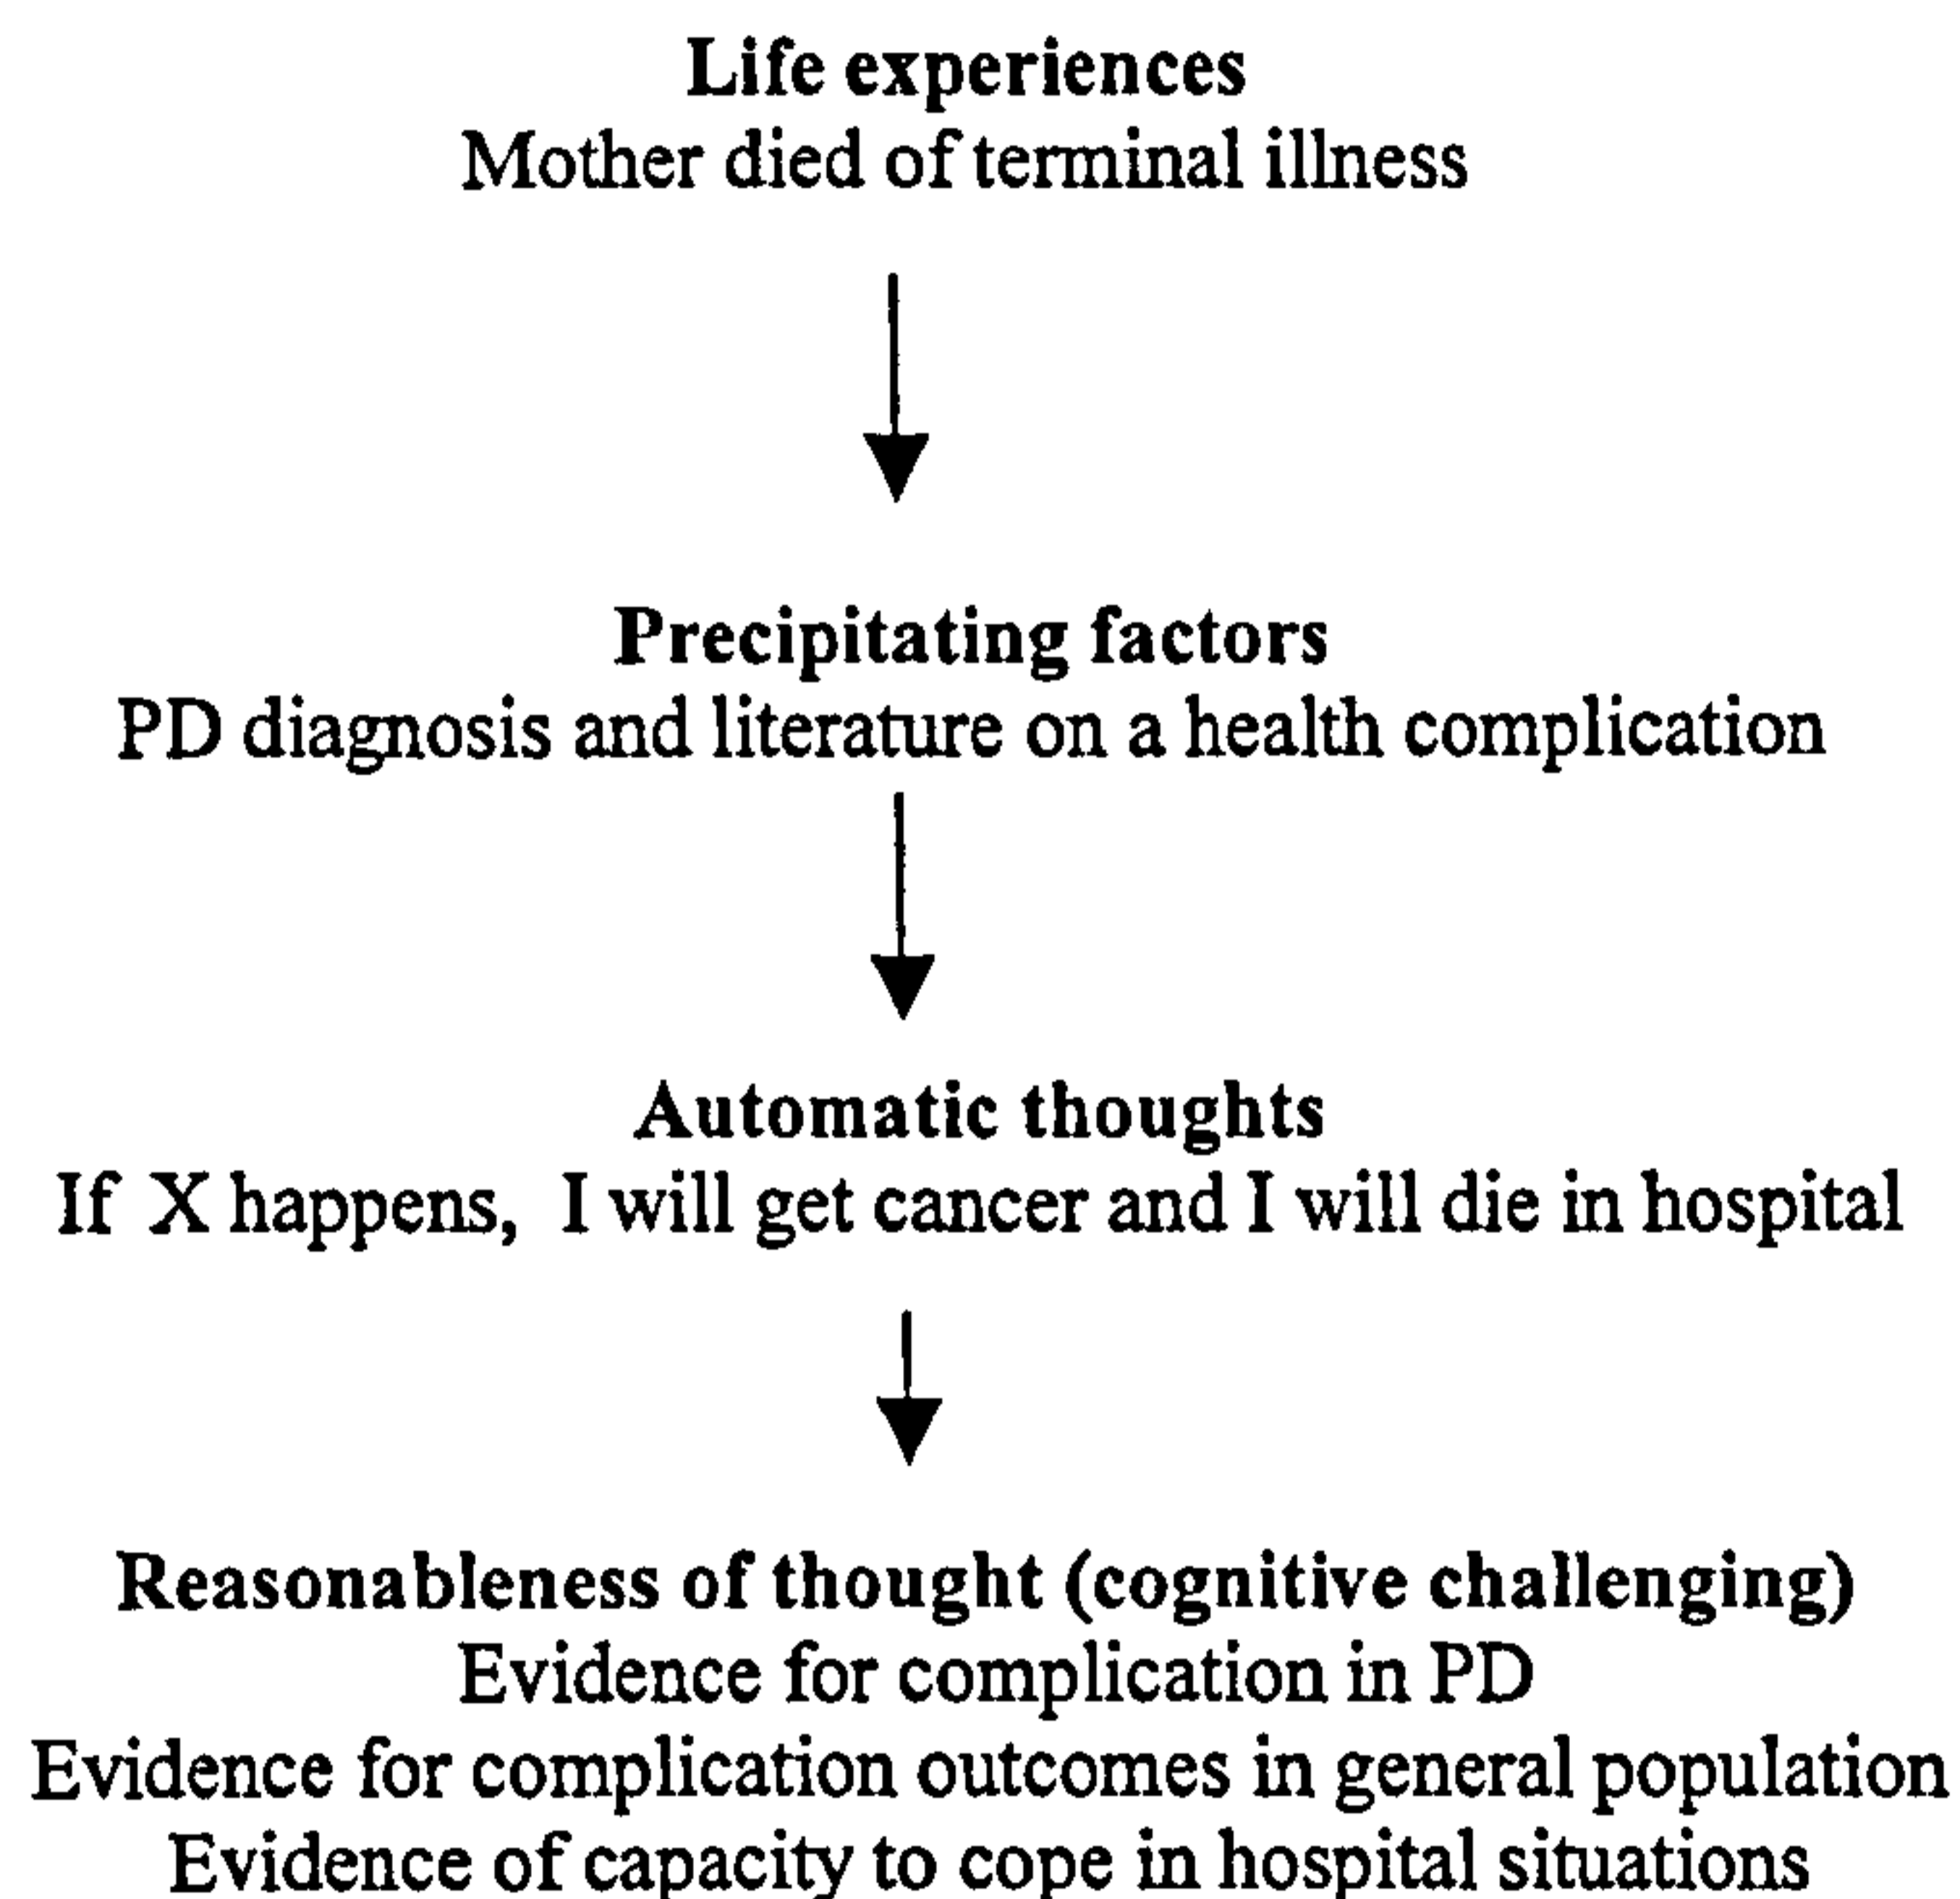 Life experiences
Mother died of terminal illness
Precipitating factors
PD diagnosis and literature on a health complication
Automatic thoughts
If X happens, I will get cancer and I will die in hospital
Reasonableness of thought (cognitive challenging)
Evidence for complication in PD
Evidence for complication outcomes in general population
Evidence of capacity to cope in hospital situations